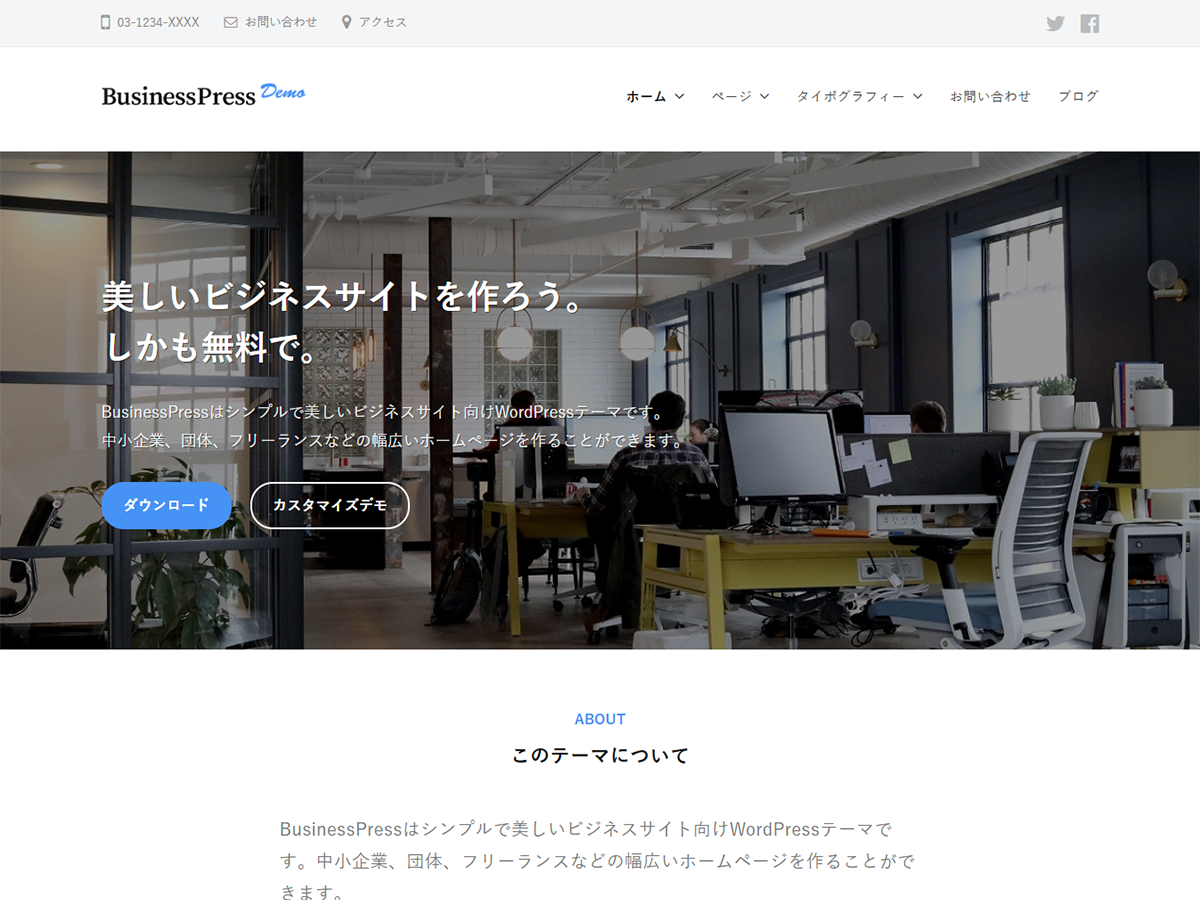 03-1234-XXXX お問い合わせ アクセス
BusinessPress Demo
ホーム ページ タイポグラフィー お問い合わせ ブログ
美しいビジネスサイトを作ろう。
しかも無料で。
BusinessPressはシンプルで美しいビジネスサイト向けWordPressテーマです。
中小企業、団体、フリーランスなどの幅広いホームページを作ることができます。
ダウンロード カスタマイズデモ
ABOUT
このテーマについて
BusinessPressはシンプルで美しいビジネスサイト向けWordPressテーマで
す。中小企業、団体、フリーランスなどの幅広いホームページを作ることがで
きます。